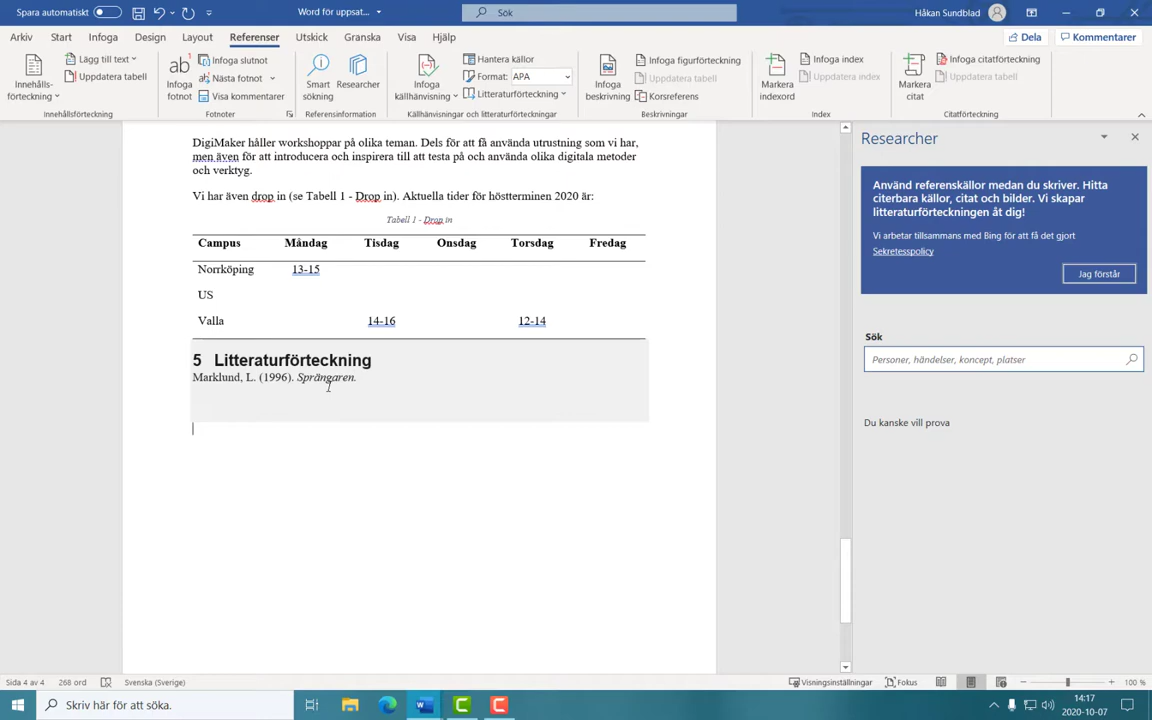 Spara automatiskt
Word för uppsat...
Sök
Håkan Sundblad
Arkiv Start Infoga Design Layout Referenser Utskick Granska Visa Hjälp
Dela
Kommentarer
Innehålls-
förteckning
Lägg till text
Uppdatera tabell
Innehållsförteckning
ab
Infoga
fotnot
Infoga slutnot
Nästa fotnot
Visa kommentarer
Fotnoter
Smart
sökning
Researcher
Referensinformation
Infoga
källhänvisning
Hantera källor
Format: APA
Litteraturförteckning
Källhänvisningar och litteraturförteckning
Infoga
beskrivning
Infoga figurförteckning
Uppdatera tabell
Korsreferens
Beskrivningar
Markera
indexord
Infoga index
Uppdatera index
Index
Markera
citat
Infoga citatförteckning
Uppdatera tabell
Citatförteckning
DigiMaker håller workshoppar på olika teman. Dels för att få använda utrustning som vi har,
men även för att introducera och inspirera till att testa på och använda olika digitala metoder
och verktyg.
Vi har även drop in (se Tabell 1 - Drop in). Aktuella tider för höstterminen 2020 är:
Tabell 1 - Drop in
Campus Måndag Tisdag Onsdag Torsdag Fredag
Norrköping 13-15
US
Valla 14-16 12-14
5 Litteraturförteckning
Marklund, L. (1996). Sprängaren.
Researcher
Använd referenskällor medan du skriver. Hitta
citerbara källor, citat och bilder. Vi skapar
litteraturförteckningen åt dig!
Vi arbetar tillsammans med Bing för att få det gjort
Sekretesspolicy
Jag förstår
Sök
Personer, händelser, koncept, platser
Du kanske vill prova
Sida 4 av 4 268 ord Svenska (Sverige)
Visningsinställningar Fokus 100 %
Skriv här för att söka.
14:17
2020-10-07